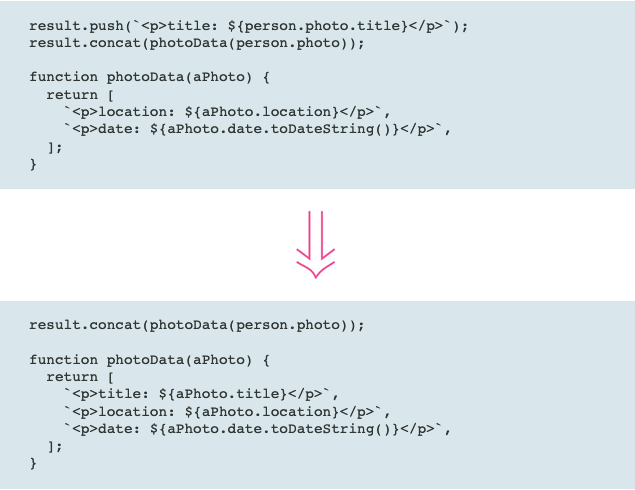 result.push(`<p>title: ${person.photo.title}</p>`);
result.concat(photoData(person.photo));
function photoData(aPhoto) {
return [
`<p>location: ${aPhoto.location}</p>`,
`<p>date: ${aPhoto.date.toDateString()}</p>`,
];
}
result.concat(photoData(person.photo));
function photoData(aPhoto) {
return [
`<p>title: ${aPhoto.title}</p>`,
`<p>location: ${aPhoto.location}</p>`,
`<p>date: ${aPhoto.date.toDateString()}</p>`,
];
}